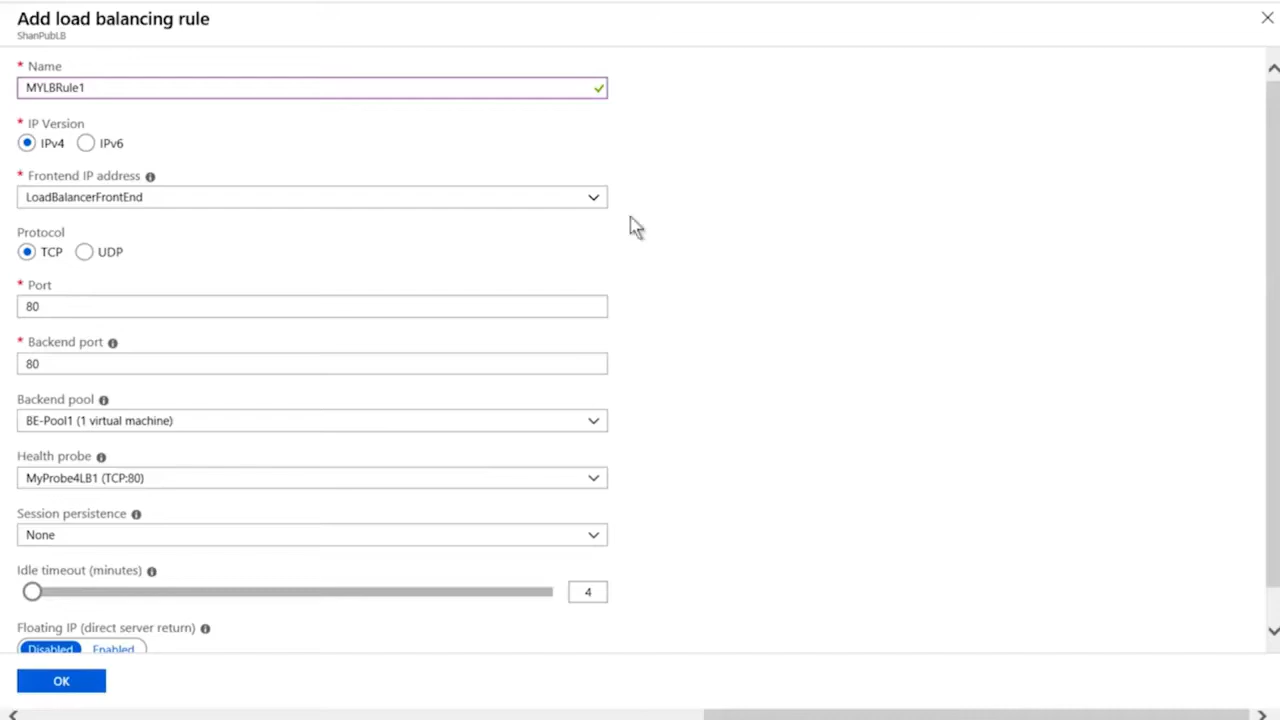 Add load balancing rule
ShanPubLB
* Name
MYLBRule1
* IP Version
IPv4 IPv6
* Frontend IP address
LoadBalancerFrontEnd
Protocol
TCP UDP
* Port
80
* Backend port
80
Backend pool
BE-Pool1 (1 virtual machine)
Health probe
MyProbe4LB1 (TCP:80)
Session persistence
None
Idle timeout (minutes)
4
Floating IP (direct server return)
Disabled Enabled
OK